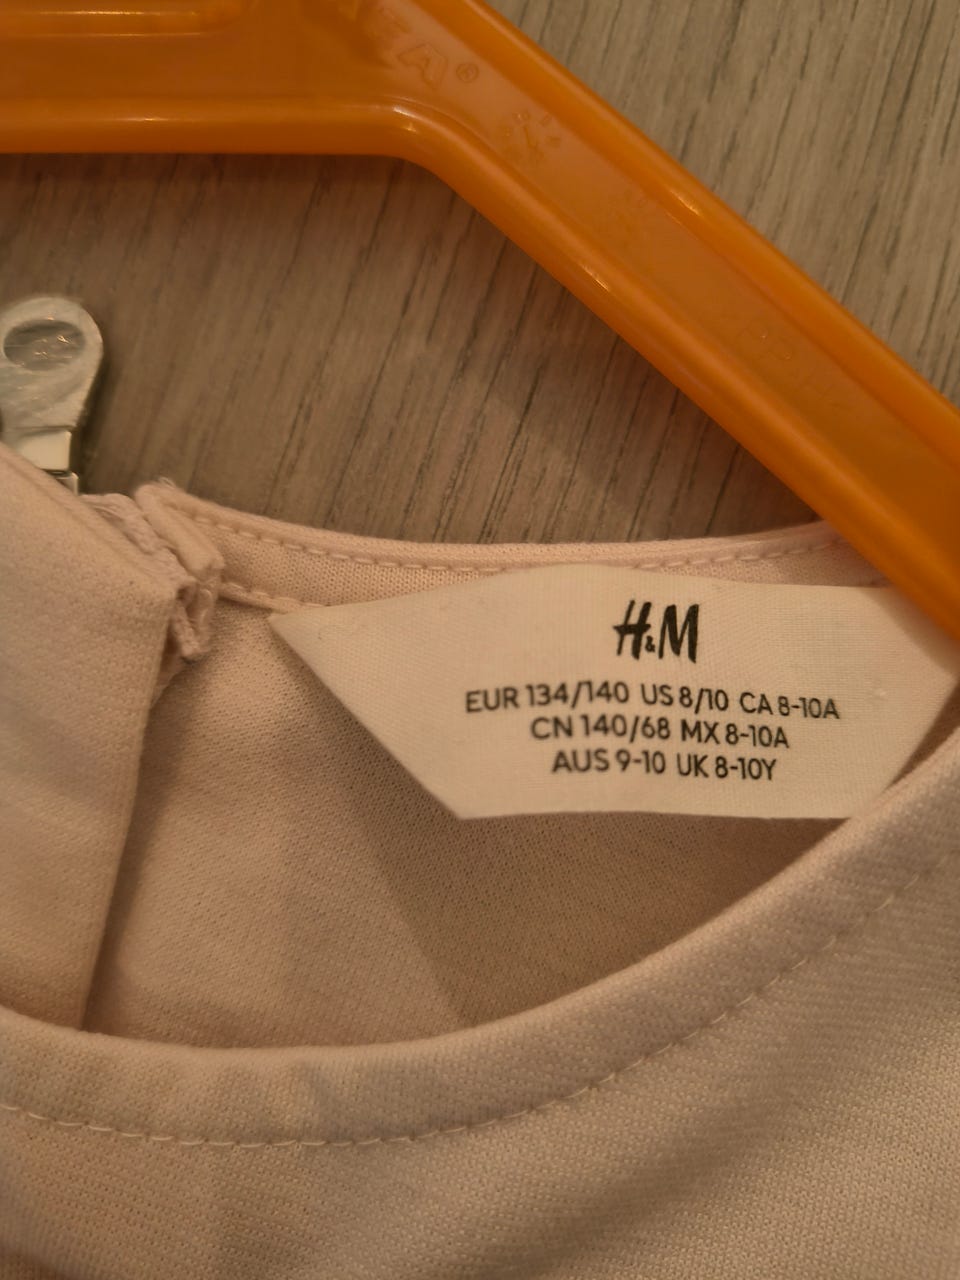 H&M
EUR 134/140 US 8/10 CA 8-10A
CN 140/68 MX 8-10A
AUS 9-10 UK 8-10Y